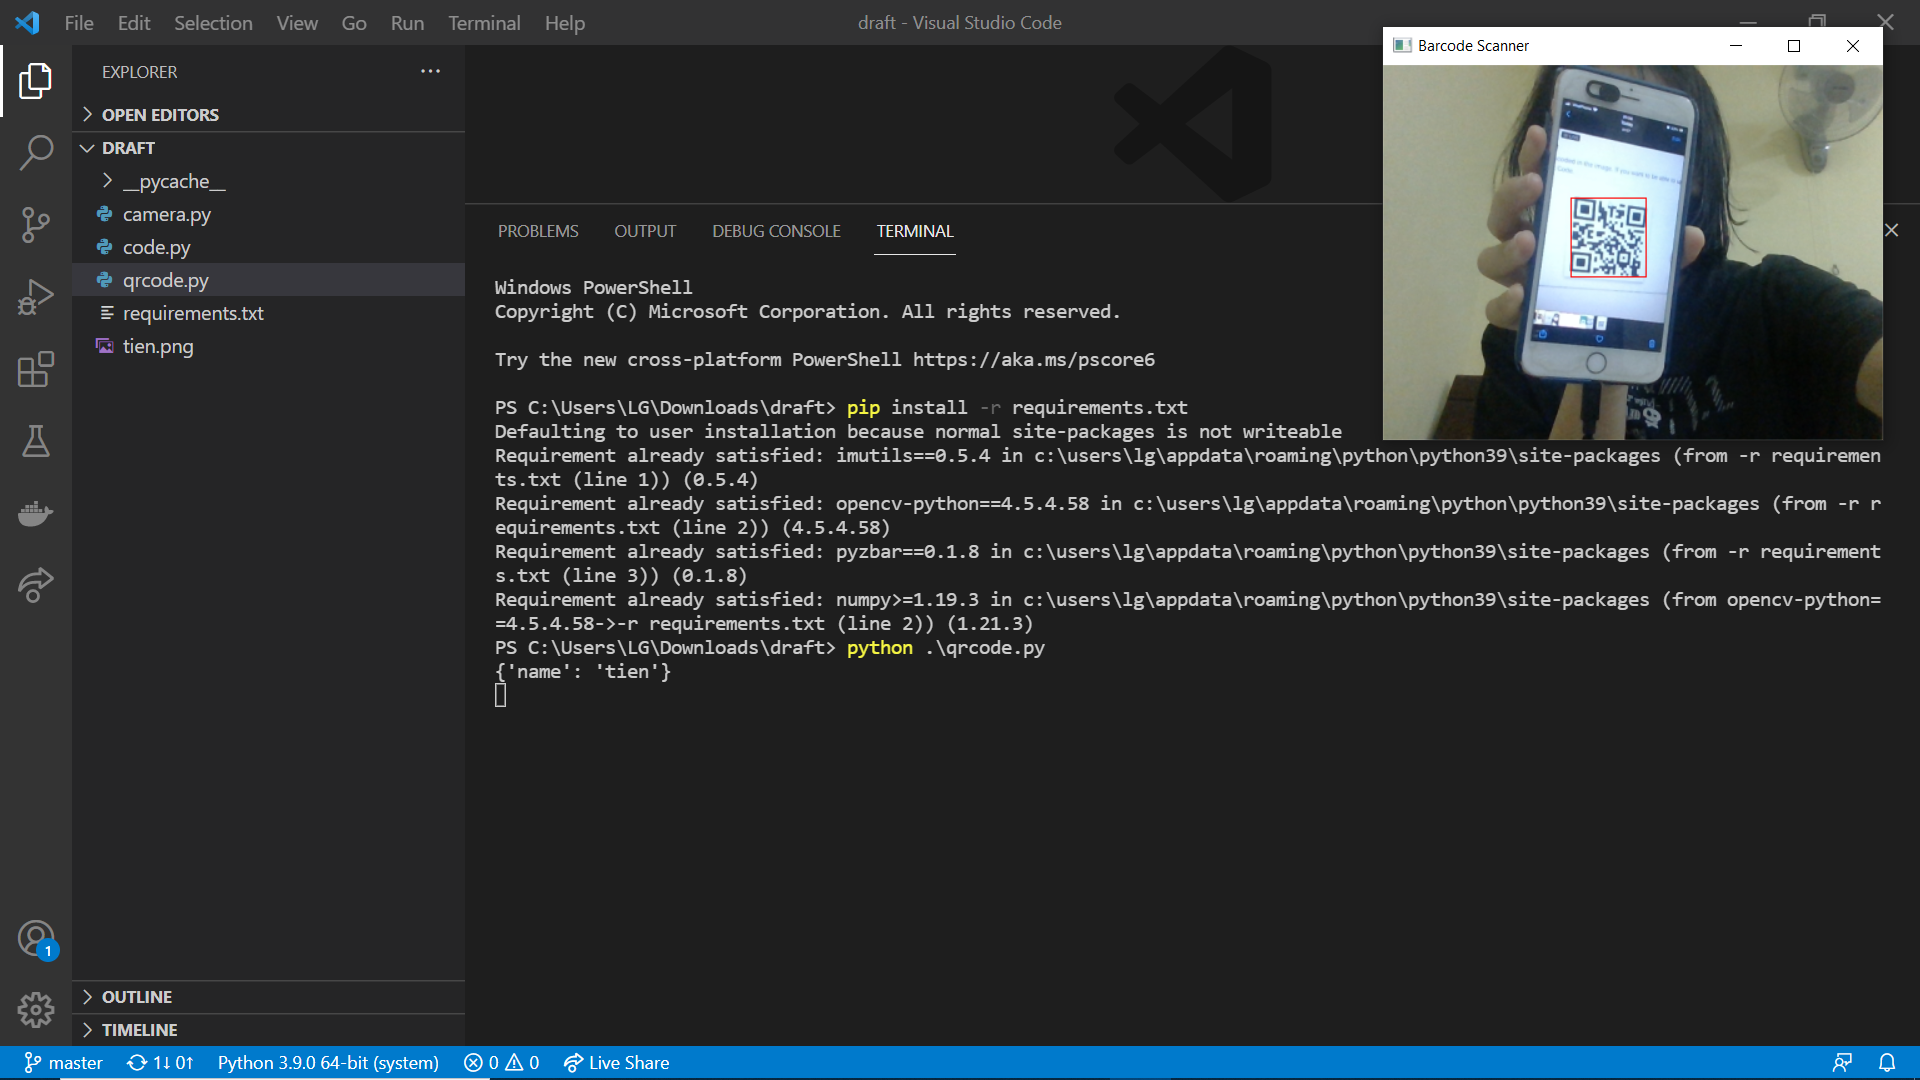 File Edit Selection View Go Run Terminal Help
draft - Visual Studio Code
EXPLORER
OPEN EDITORS
DRAFT
__pycache__
camera.py
code.py
qrcode.py
requirements.txt
tien.png
OUTLINE
TIMELINE
PROBLEMS OUTPUT DEBUG CONSOLE TERMINAL
Windows PowerShell
Copyright (C) Microsoft Corporation. All rights reserved.
Try the new cross-platform PowerShell https://aka.ms/pscore6
PS C:\Users\LG\Downloads\draft> pip install -r requirements.txt
Defaulting to user installation because normal site-packages is not writeable
Requirement already satisfied: imutils==0.5.4 in c:\users\lg\appdata\roaming\python\python39\site-packages (from -r requiremen
ts.txt (line 1)) (0.5.4)
Requirement already satisfied: opencv-python==4.5.4.58 in c:\users\lg\appdata\roaming\python\python39\site-packages (from -r r
equirements.txt (line 2)) (4.5.4.58)
Requirement already satisfied: pyzbar==0.1.8 in c:\users\lg\appdata\roaming\python\python39\site-packages (from -r requirement
s.txt (line 3)) (0.1.8)
Requirement already satisfied: numpy>=1.19.3 in c:\users\lg\appdata\roaming\python\python39\site-packages (from opencv-python=
=4.5.4.58->-r requirements.txt (line 2)) (1.21.3)
PS C:\Users\LG\Downloads\draft> python .\qrcode.py
{'name': 'tien'}
Barcode Scanner
1
master 1↓ 0↑ Python 3.9.0 64-bit (system) 0 0 Live Share